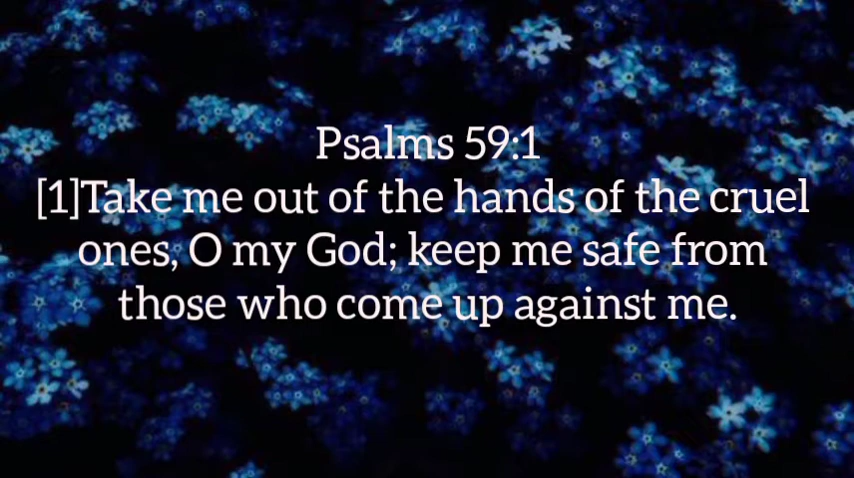 Psalms 59:1
[1]Take me out of the hands of the cruel
ones, O my God; keep me safe from
those who come up against me.